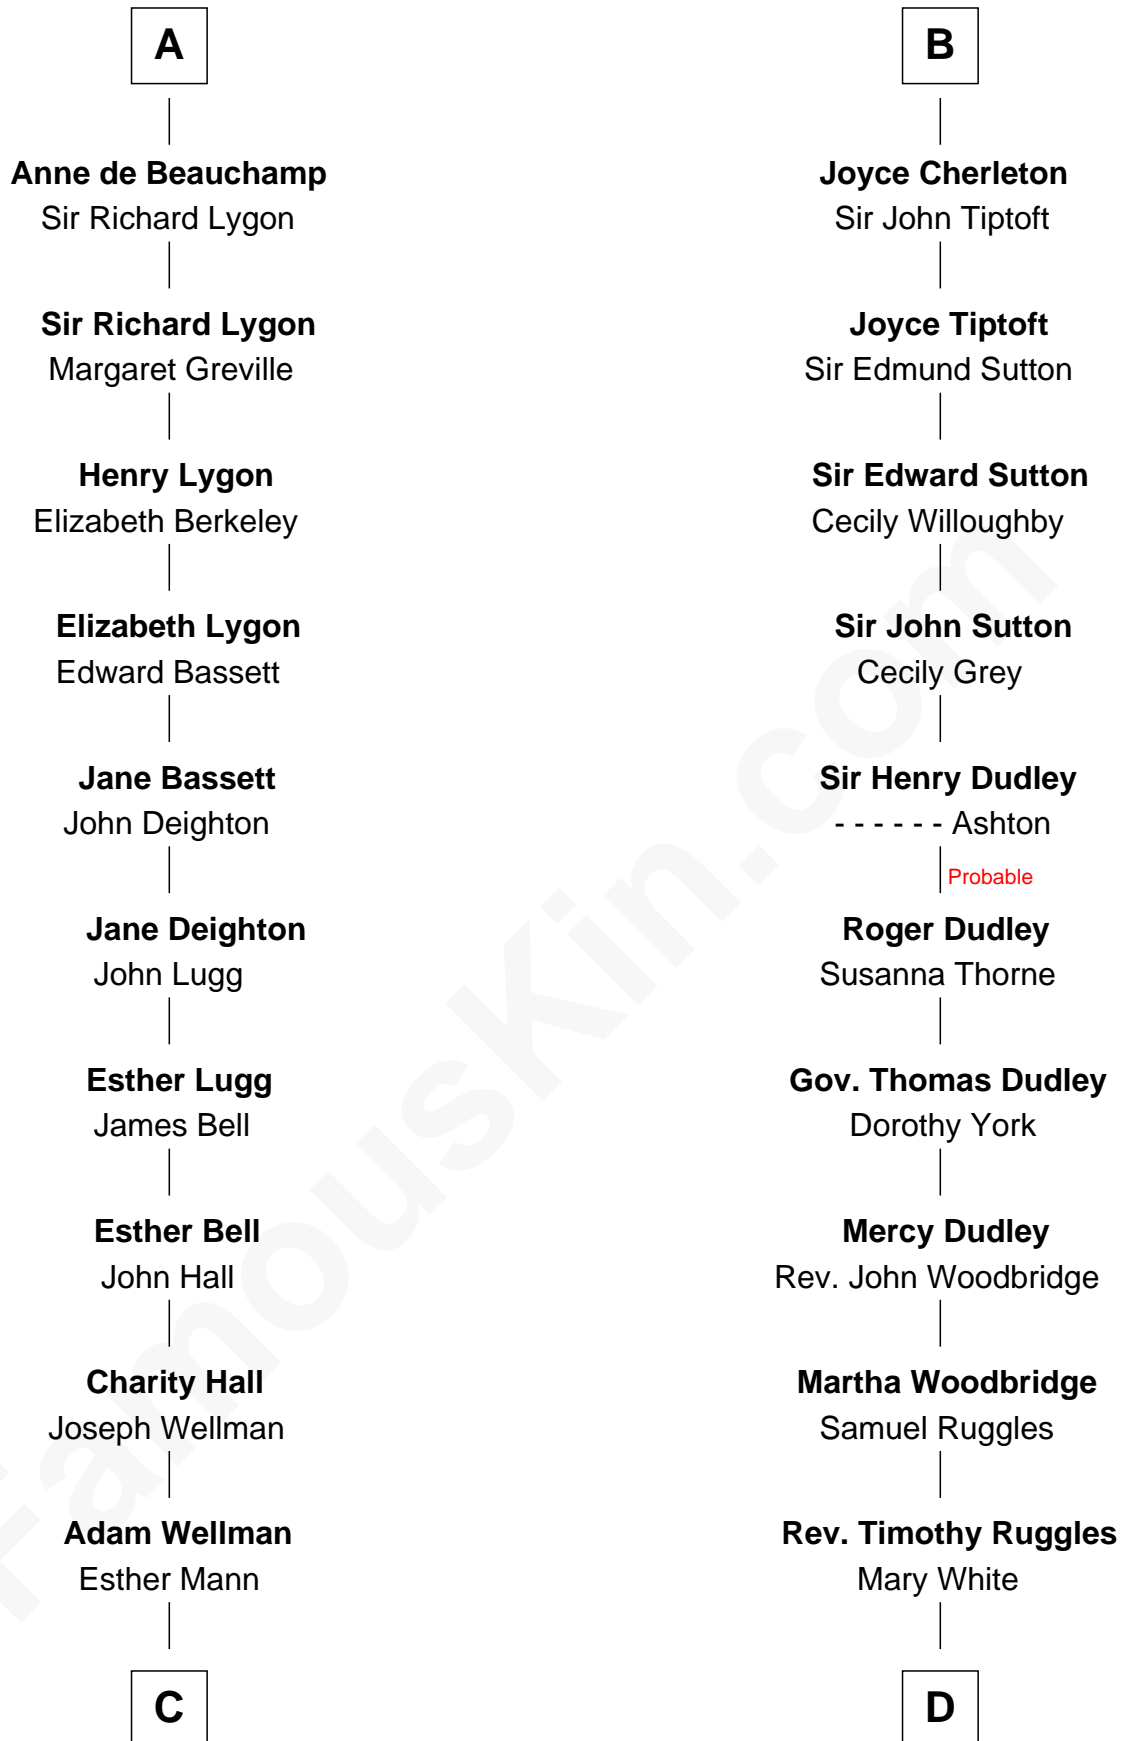 A
Anne de Beauchamp
Sir Richard Lygon
Sir Richard Lygon
Margaret Greville
Henry Lygon
Elizabeth Berkeley
Elizabeth Lygon
Edward Bassett
Jane Bassett
John Deighton
Jane Deighton
John Lugg
Esther Lugg
James Bell
Esther Bell
John Hall
Charity Hall
Joseph Wellman
Adam Wellman
Esther Mann
C
B
Joyce Cherleton
Sir John Tiptoft
Joyce Tiptoft
Sir Edmund Sutton
Sir Edward Sutton
Cecily Willoughby
Sir John Sutton
Cecily Grey
Sir Henry Dudley
- - - - - - Ashton
Probable
Roger Dudley
Susanna Thorne
Gov. Thomas Dudley
Dorothy York
Mercy Dudley
Rev. John Woodbridge
Martha Woodbridge
Samuel Ruggles
Rev. Timothy Ruggles
Mary White
D
FamousKin.com